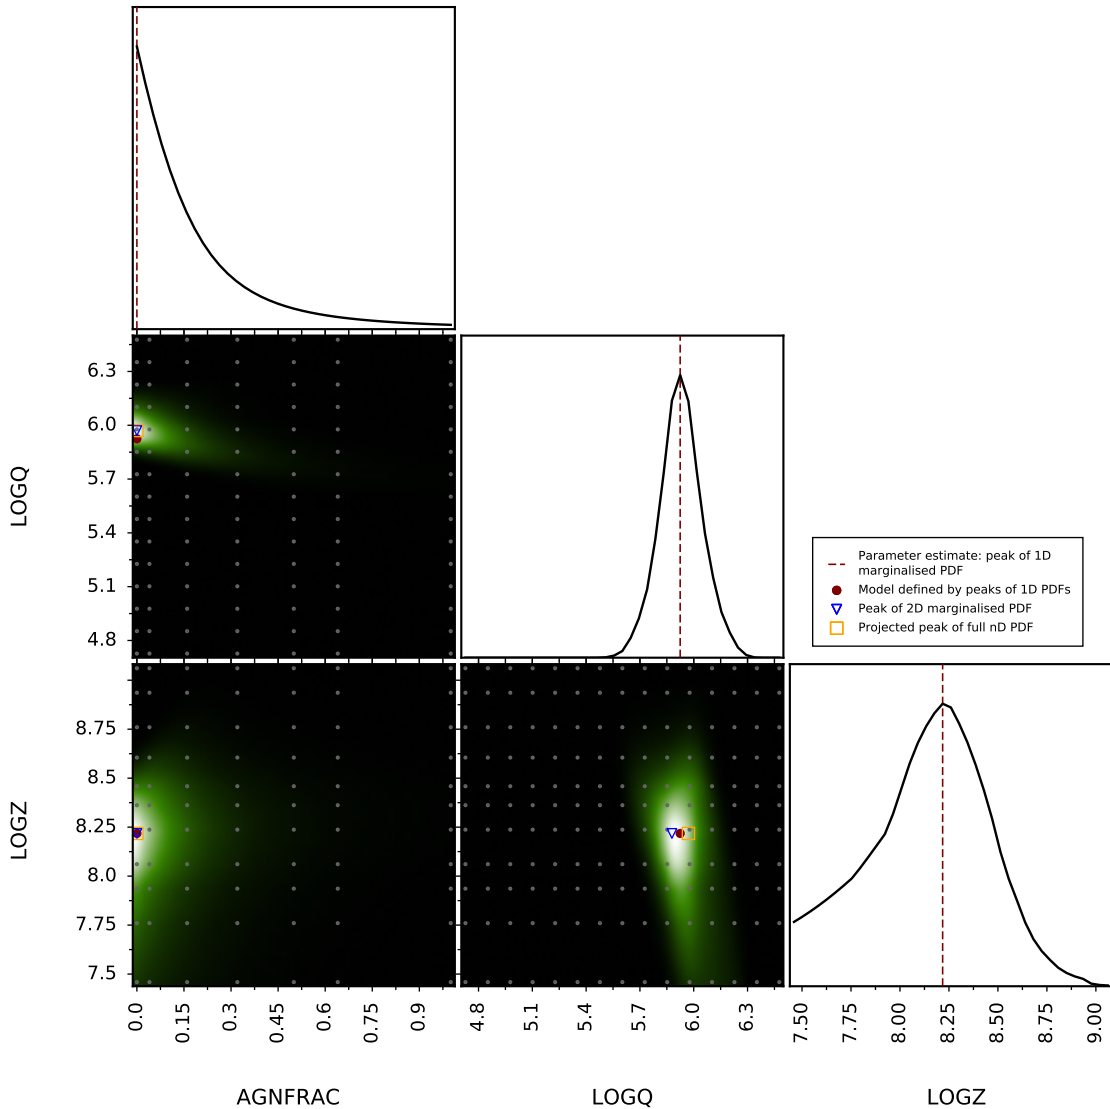 6.3
6.0
5.7
5.4
5.1
4.8
LOGQ
Parameter estimate: peak of 1D
marginalised PDF
Model defined by peaks of 1D PDFs
Peak of 2D marginalised PDF
Projected peak of full nD PDF
8.75
8.5
8.25
8.0
7.75
7.5
LOGZ
0.0 0.15 0.3 0.45 0.6 0.75 0.9
4.8 5.1 5.4 5.7 6.0 6.3
7.50 7.75 8.00 8.25 8.50 8.75 9.00
AGNFRAC LOGQ LOGZ